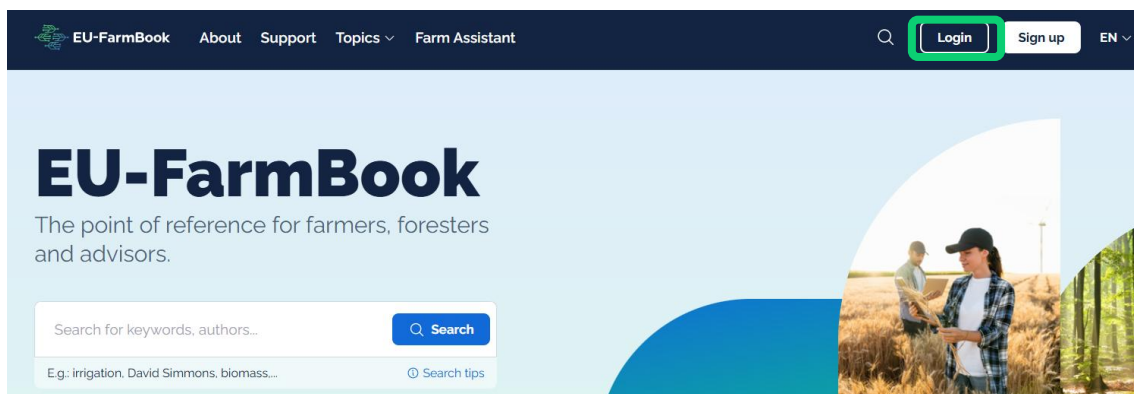 EU-FarmBook About Support Topics Farm Assistant Login Sign up EN
EU-FarmBook
The point of reference for farmers, foresters
and advisors.
Search for keywords, authors... Search
E.g.: irrigation, David Simmons, biomass,... Search tips